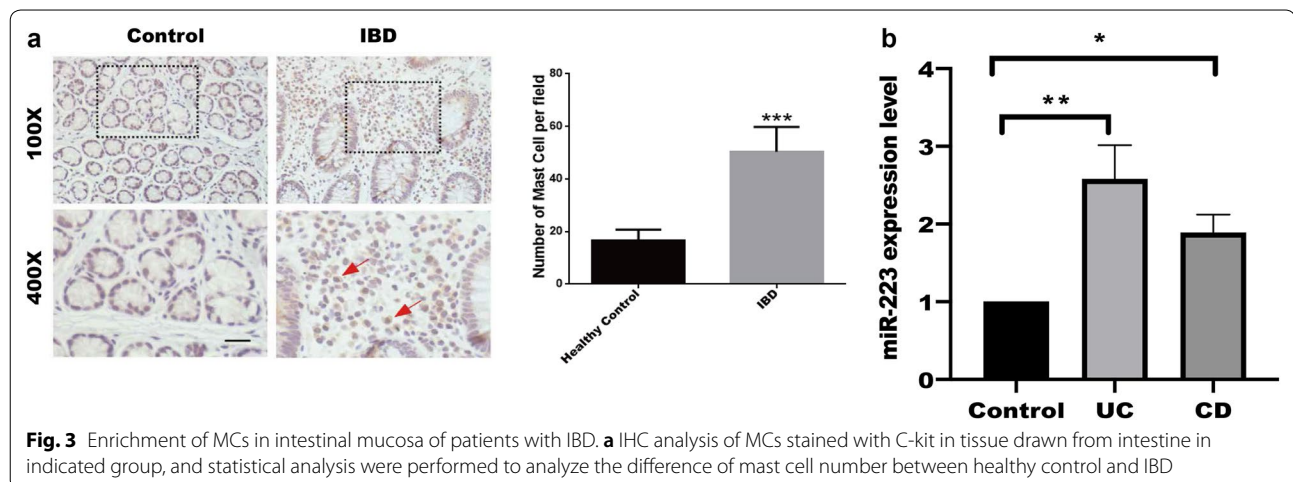 a
Control
IBD
100X
400X
Number of Mast Cell per field
80
60
40
20
0
***
Healthy Control
IBD
b
miR-223 expression level
4
3
2
1
0
*
**
Control
UC
CD
Fig. 3 Enrichment of MCs in intestinal mucosa of patients with IBD. a IHC analysis of MCs stained with C-kit in tissue drawn from intestine in
indicated group, and statistical analysis were performed to analyze the difference of mast cell number between healthy control and IBD